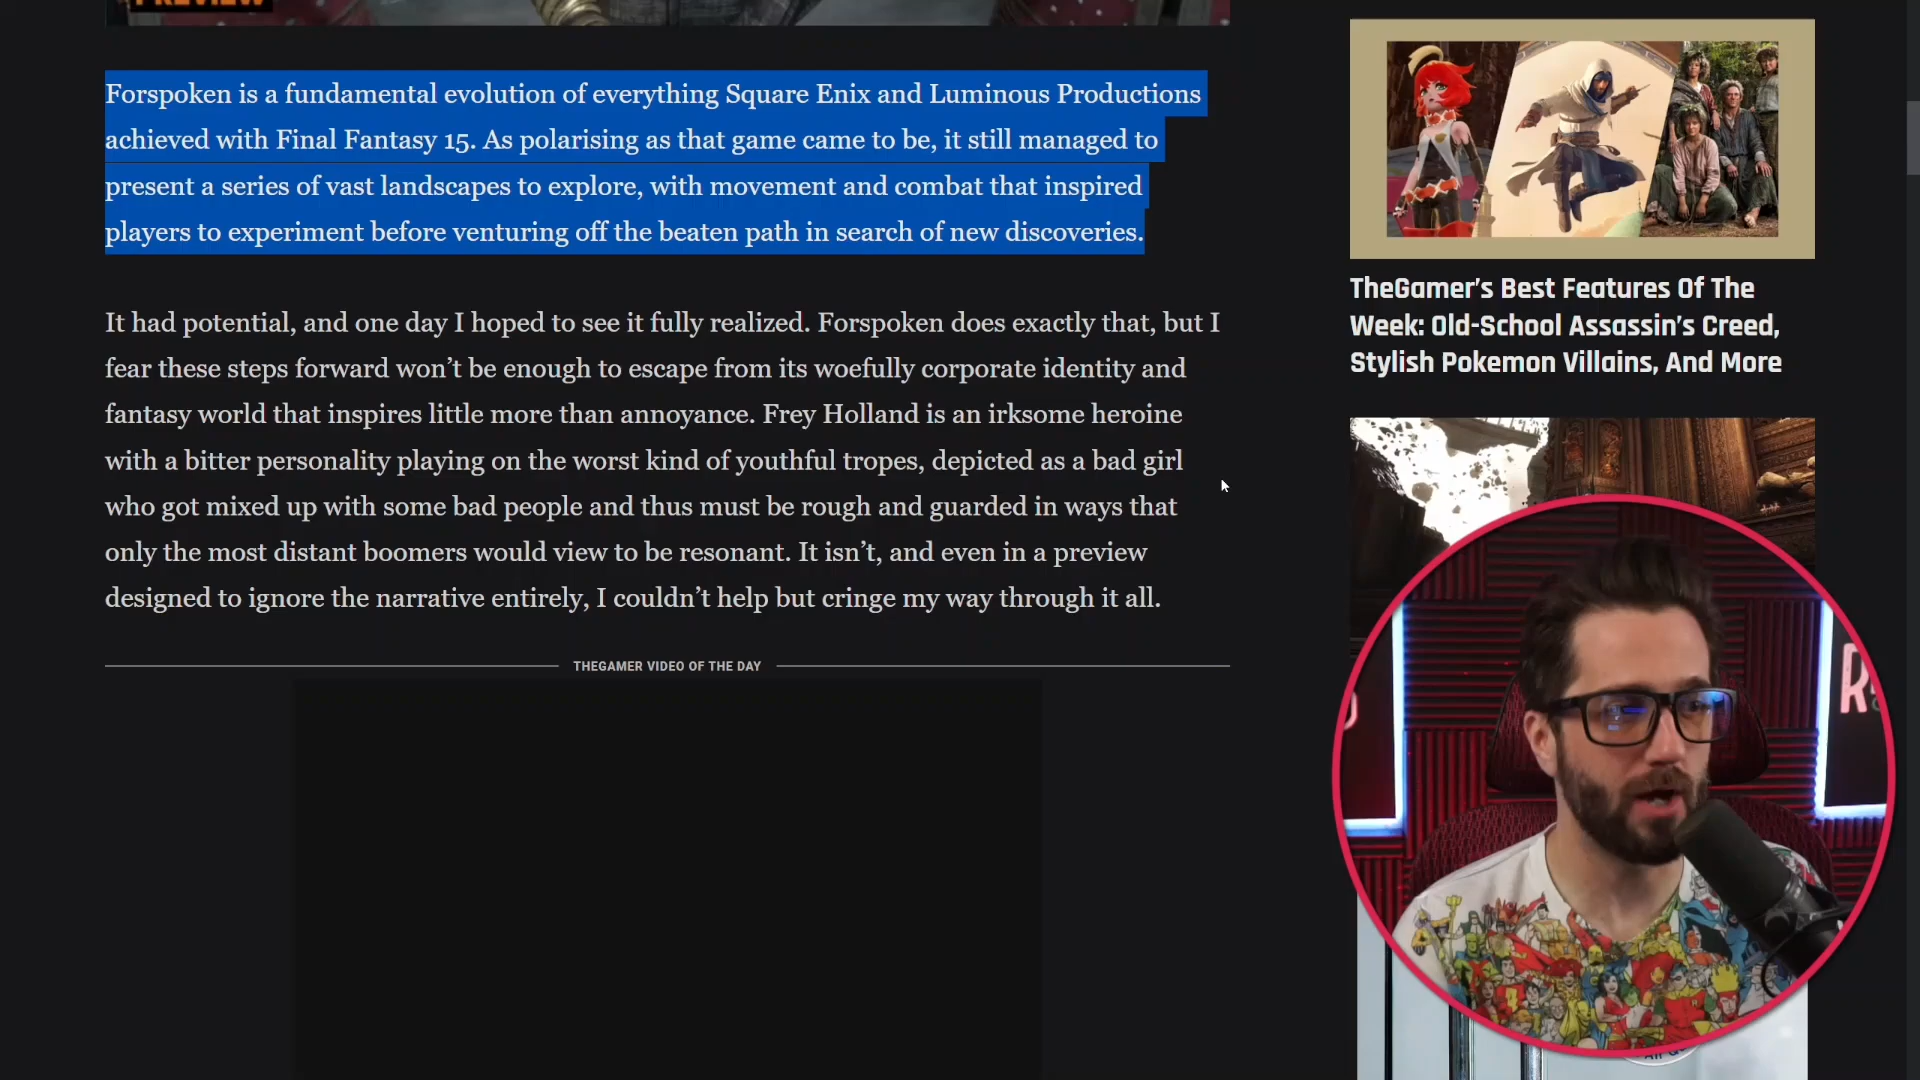 PREVIEW
Forspoken is a fundamental evolution of everything Square Enix and Luminous Productions
achieved with Final Fantasy 15. As polarising as that game came to be, it still managed to
present a series of vast landscapes to explore, with movement and combat that inspired
players to experiment before venturing off the beaten path in search of new discoveries.
It had potential, and one day I hoped to see it fully realized. Forspoken does exactly that, but I
fear these steps forward won’t be enough to escape from its woefully corporate identity and
fantasy world that inspires little more than annoyance. Frey Holland is an irksome heroine
with a bitter personality playing on the worst kind of youthful tropes, depicted as a bad girl
who got mixed up with some bad people and thus must be rough and guarded in ways that
only the most distant boomers would view to be resonant. It isn’t, and even in a preview
designed to ignore the narrative entirely, I couldn’t help but cringe my way through it all.
THEGAMER VIDEO OF THE DAY
TheGamer’s Best Features Of The
Week: Old-School Assassin’s Creed,
Stylish Pokemon Villains, And More